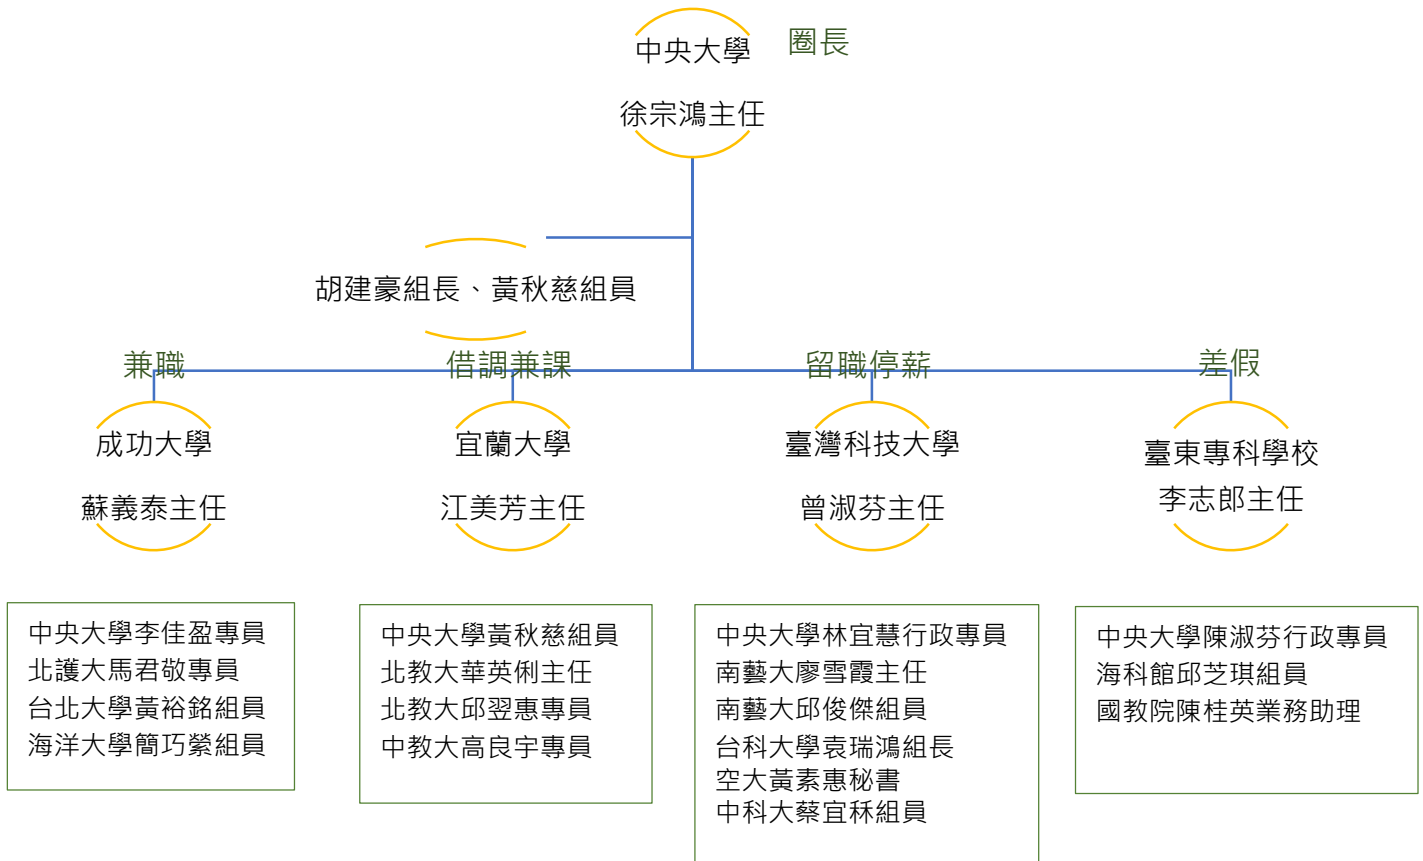 中央大學
圈長
徐宗鴻主任
胡建豪組長、黃秋慈組員
兼職
借調兼課
留職停薪
差假
成功大學
蘇義泰主任
宜蘭大學
江美芳主任
臺灣科技大學
曾淑芬主任
臺東專科學校
李志郎主任
中央大學李佳盈專員
北護大馬君敬專員
台北大學黃裕銘組員
海洋大學簡巧縈組員
中央大學黃秋慈組員
北教大華英俐主任
北教大邱翌惠專員
中教大高良宇專員
中央大學林宜慧行政專員
南藝大廖雪霞主任
南藝大邱俊傑組員
台科大學袁瑞鴻組長
空大黃素惠秘書
中科大蔡宜秝組員
中央大學陳淑芬行政專員
海科館邱芝琪組員
國教院陳桂英業務助理